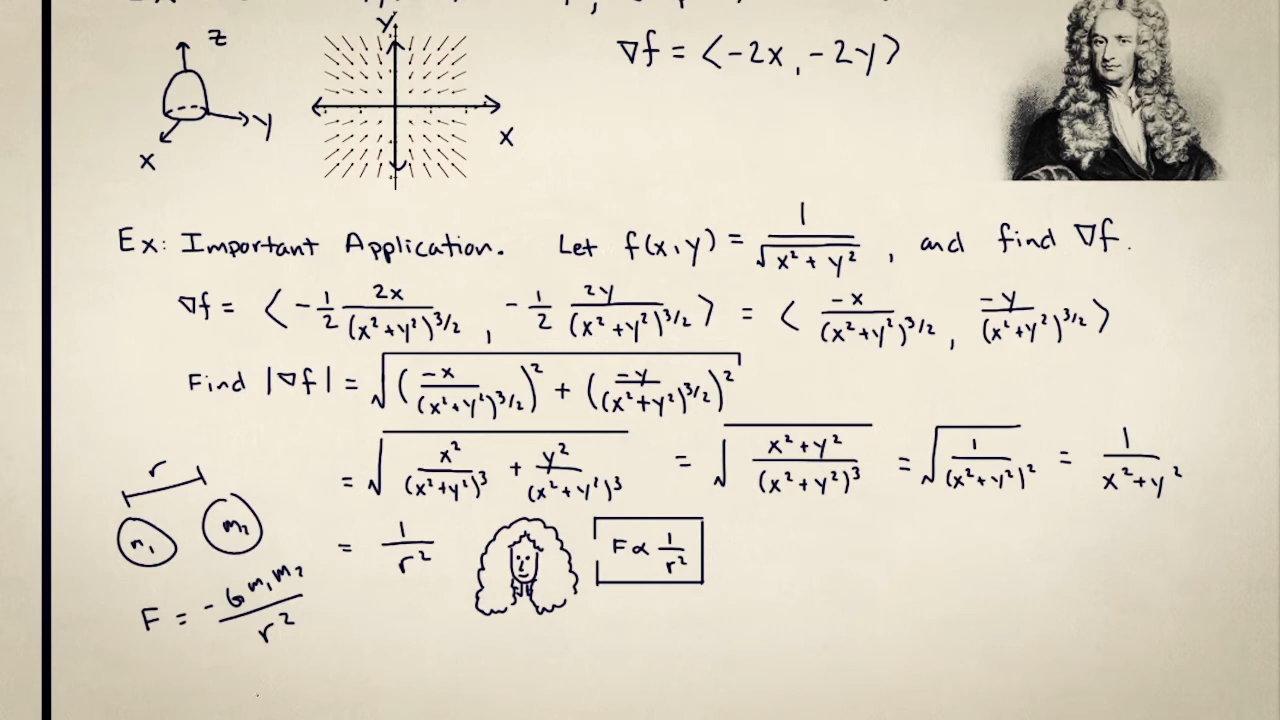 ∇f = ⟨-2x, -2y⟩
z
y
x
y
x
Ex: Important Application. Let f(x,y) = 1/√(x² + y²), and find ∇f.
∇f = ⟨-1/2 2x/(x²+y²)^3/2, -1/2 2y/(x²+y²)^3/2⟩ = ⟨-x/(x²+y²)^3/2, -y/(x²+y²)^3/2⟩
Find |∇f| = √((-x/(x²+y²)^3/2)² + (-y/(x²+y²)^3/2)²)
= √(x²/(x²+y²)³ + y²/(x²+y²)³) = √((x²+y²)/(x²+y²)³) = √(1/(x²+y²)²) = 1/(x²+y²)
r
m₁ m₂
= 1/r²
F ∝ 1/r²
F = -Gm₁m₂/r²